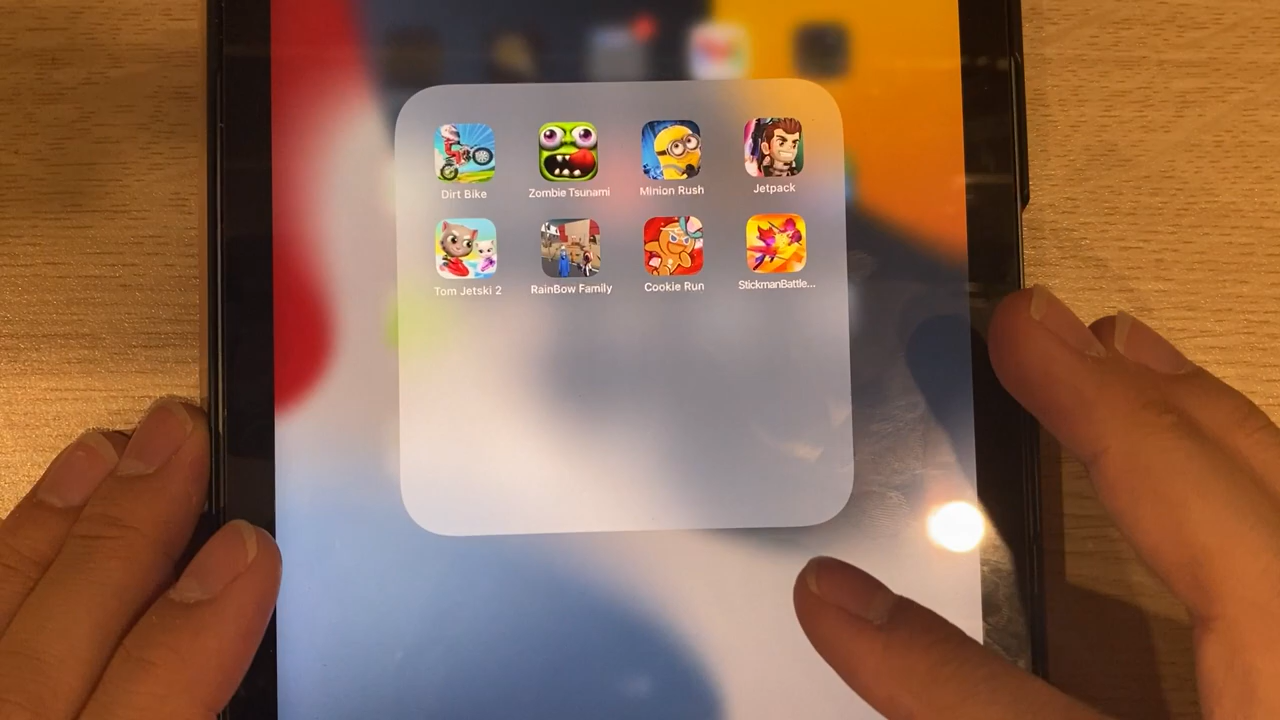 Dirt Bike
Zombie Tsunami
Minion Rush
Jetpack
Tom Jetski 2
RainBow Family
Cookie Run
StickmanBattle...